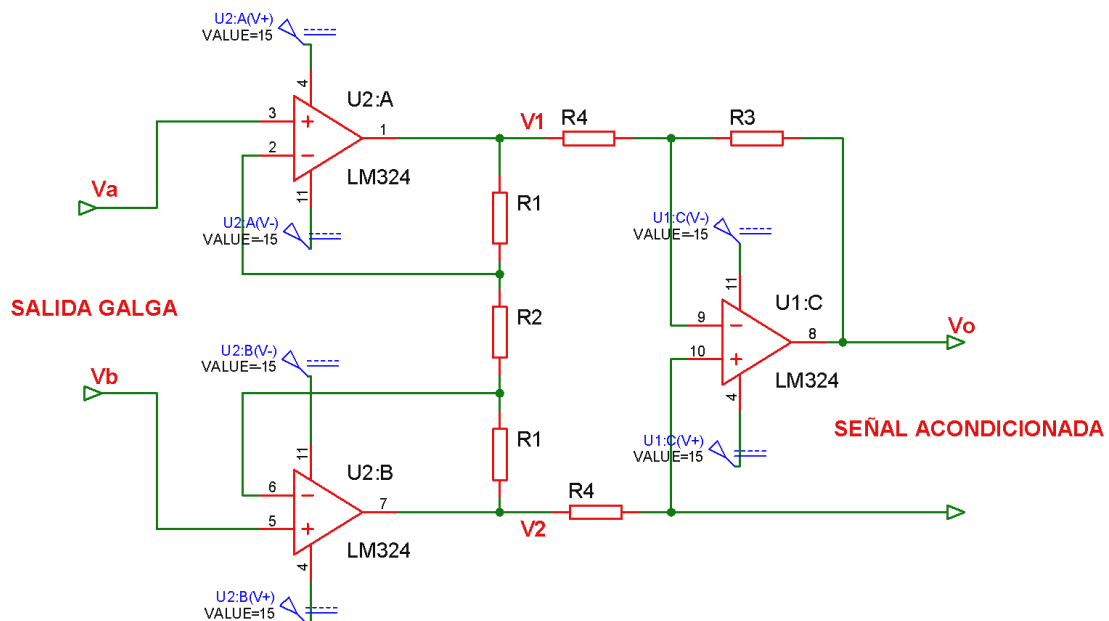 U2:A(V+)
VALUE=15
4
U2:A
3
1
2
LM324
11
Va
U2:A(V-)
VALUE=-15
V1
R4
R3
R1
SALIDA GALGA
R2
U1:C(V-)
VALUE=-15
11
U1:C
9
8
10
LM324
4
Vo
U2:B(V-)
VALUE=-15
Vb
11
R1
U2:B
6
7
5
LM324
4
V2
R4
U1:C(V+)
VALUE=15
SEÑAL ACONDICIONADA
U2:B(V+)
VALUE=15